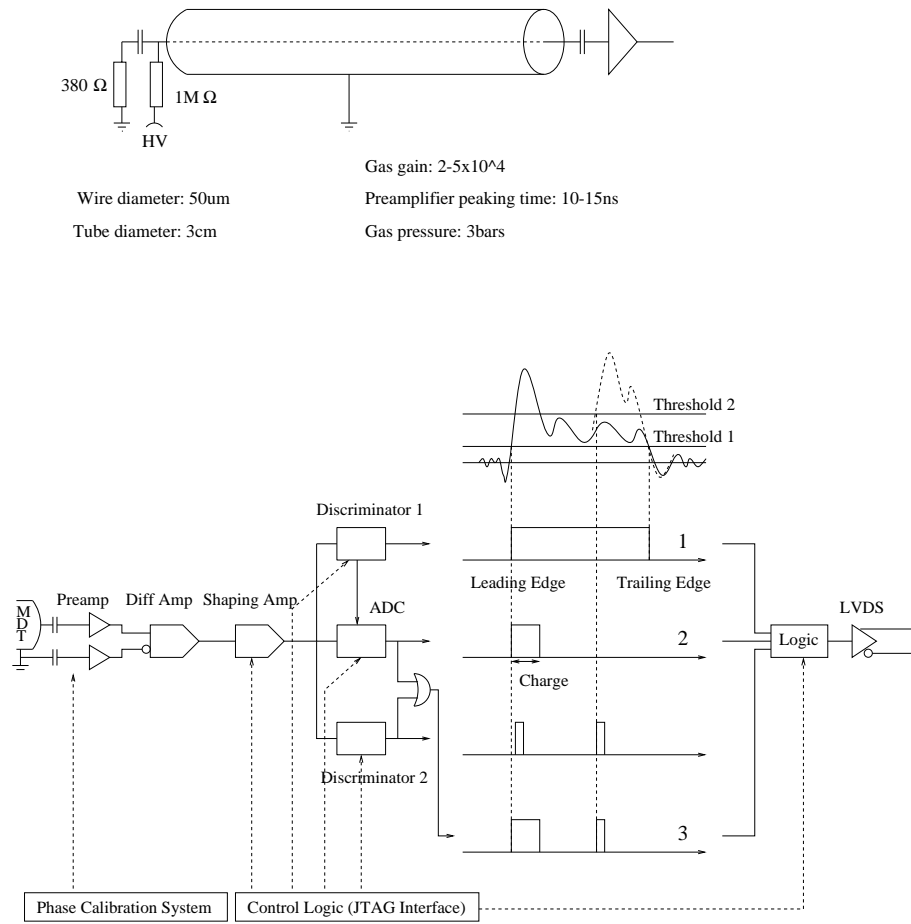 380 Ω
1M Ω
HV
Gas gain: 2-5x10^4
Wire diameter: 50um
Preamplifier peaking time: 10-15ns
Tube diameter: 3cm
Gas pressure: 3bars
Threshold 2
Threshold 1
Discriminator 1
1
Leading Edge
Trailing Edge
MDT
Preamp
Diff Amp
Shaping Amp
ADC
LVDS
2
Logic
Charge
Discriminator 2
3
Phase Calibration System
Control Logic (JTAG Interface)